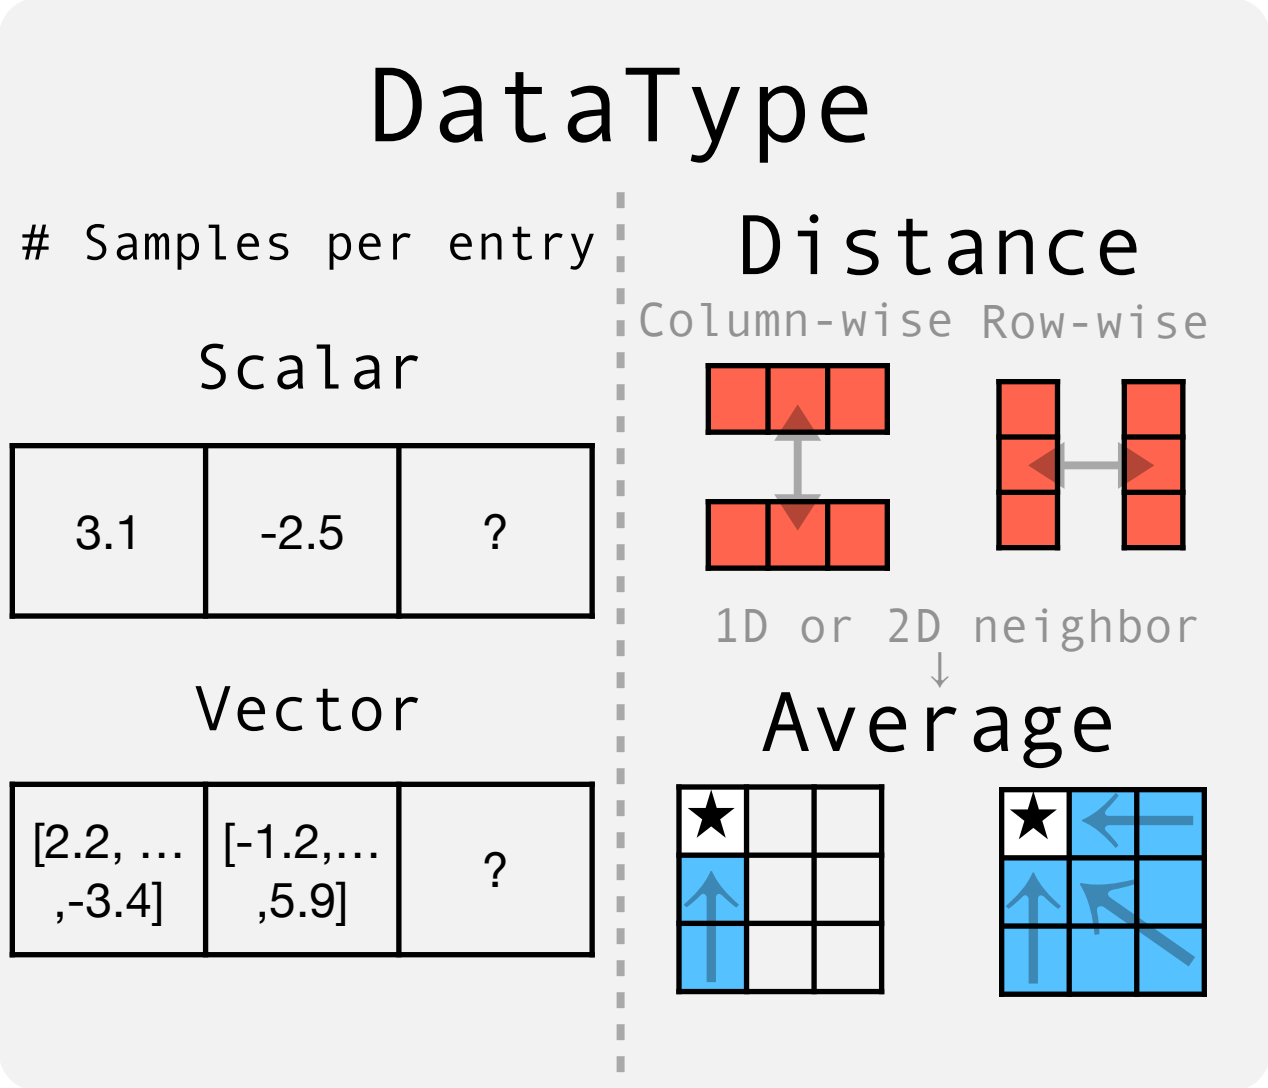 DataType
# Samples per entry
Scalar
3.1
-2.5
?
Vector
[2.2, …
,-3.4]
[-1.2,…
,5.9]
?
Distance
Column-wise
Row-wise
1D or 2D neighbor
↓
Average